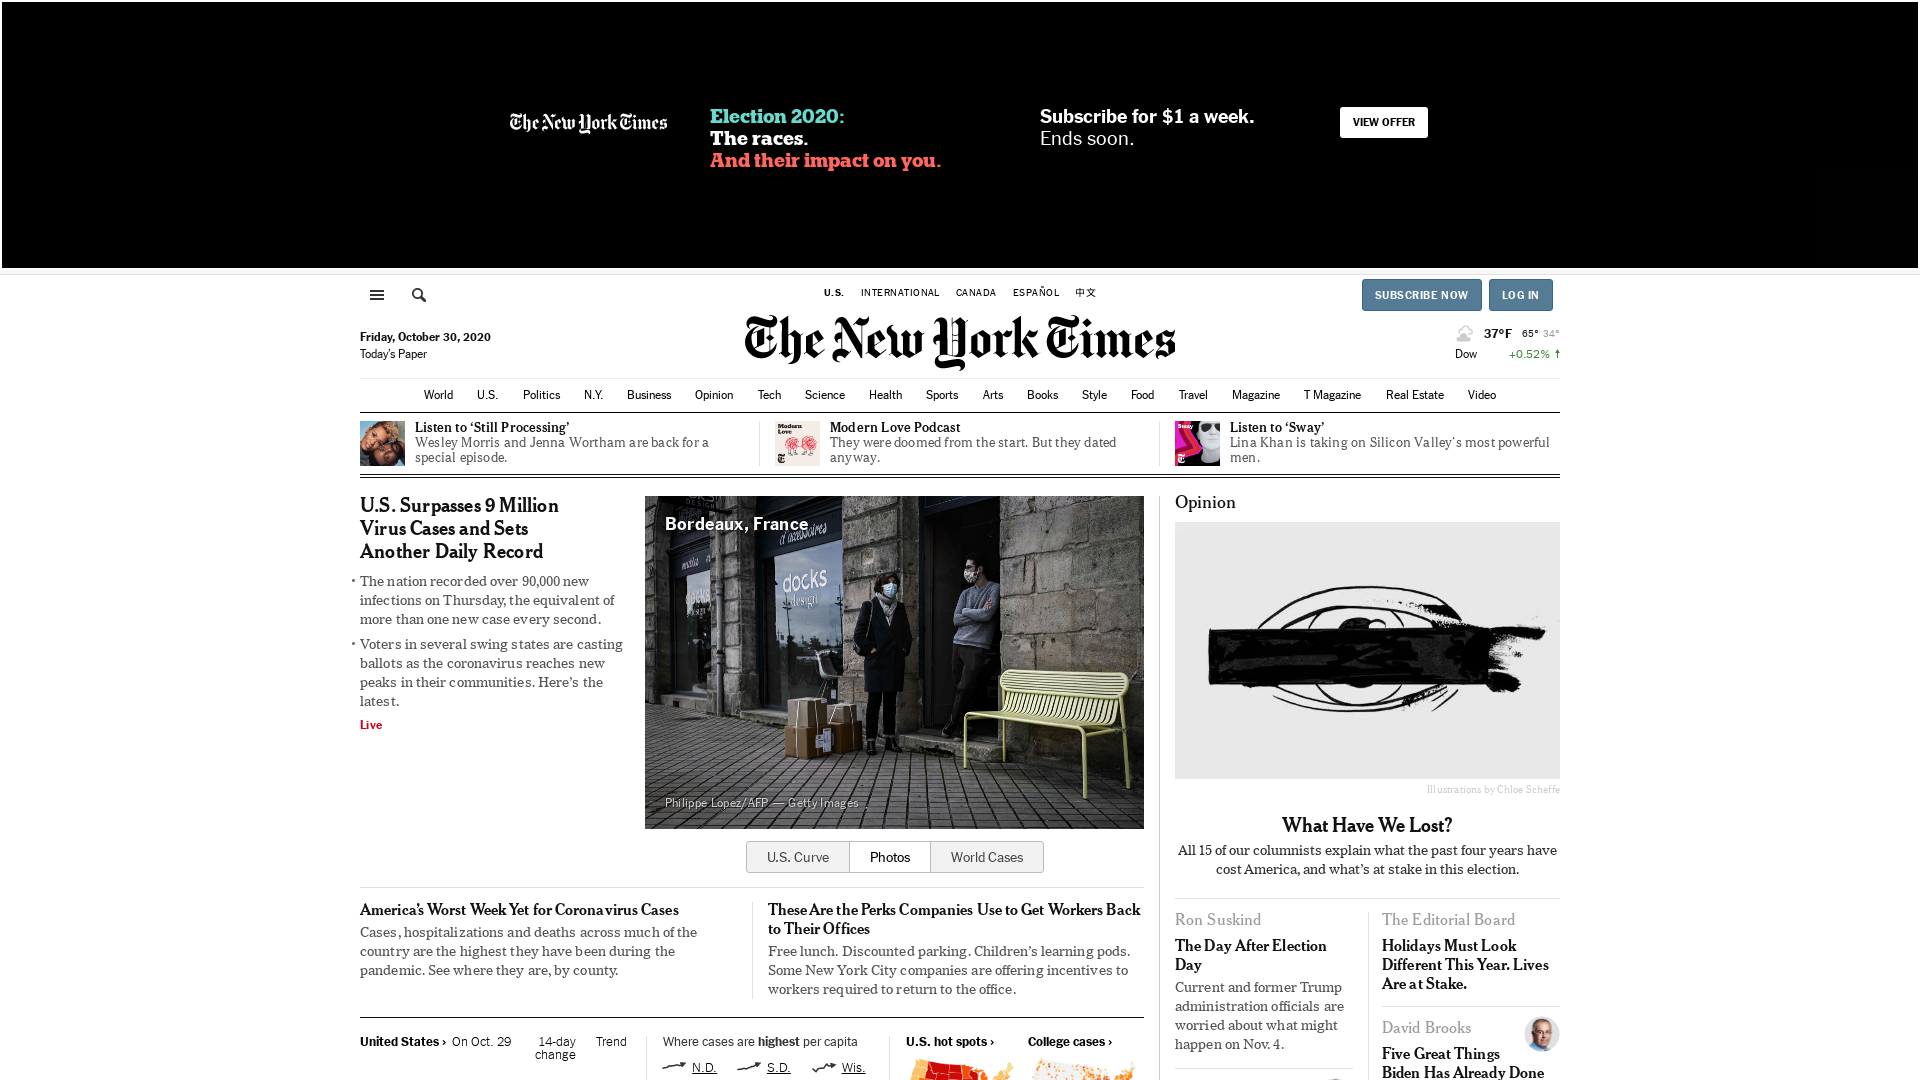 The New York Times
Election 2020:
The races.
And their impact on you.
Subscribe for $1 a week.
Ends soon.
VIEW OFFER
U.S.
INTERNATIONAL
CANADA
ESPAÑOL
中文
SUBSCRIBE NOW
LOG IN
Friday, October 30, 2020
Today's Paper
The New York Times
37°F 65° 34°
Dow +0.52% ↑
World U.S. Politics N.Y. Business Opinion Tech Science Health Sports Arts Books Style Food Travel Magazine T Magazine Real Estate Video
Listen to ‘Still Processing’
Wesley Morris and Jenna Wortham are back for a
special episode.
Modern
Love
Modern Love Podcast
They were doomed from the start. But they dated
anyway.
Sway
Listen to ‘Sway’
Lina Khan is taking on Silicon Valley's most powerful
men.
U.S. Surpasses 9 Million
Virus Cases and Sets
Another Daily Record
• The nation recorded over 90,000 new
infections on Thursday, the equivalent of
more than one new case every second.
• Voters in several swing states are casting
ballots as the coronavirus reaches new
peaks in their communities. Here’s the
latest.
Live
Bordeaux, France
d'accessoires
docks
design
Philippe Lopez/AFP — Getty Images
U.S. Curve
Photos
World Cases
America’s Worst Week Yet for Coronavirus Cases
Cases, hospitalizations and deaths across much of the
country are the highest they have been during the
pandemic. See where they are, by county.
These Are the Perks Companies Use to Get Workers Back
to Their Offices
Free lunch. Discounted parking. Children’s learning pods.
Some New York City companies are offering incentives to
workers required to return to the office.
United States › On Oct. 29
14-day
change
Trend
Where cases are highest per capita
N.D.
S.D.
Wis.
U.S. hot spots ›
College cases ›
Opinion
Illustrations by Chloe Scheffe
What Have We Lost?
All 15 of our columnists explain what the past four years have
cost America, and what’s at stake in this election.
Ron Suskind
The Day After Election
Day
Current and former Trump
administration officials are
worried about what might
happen on Nov. 4.
The Editorial Board
Holidays Must Look
Different This Year. Lives
Are at Stake.
David Brooks
Five Great Things
Biden Has Already Done